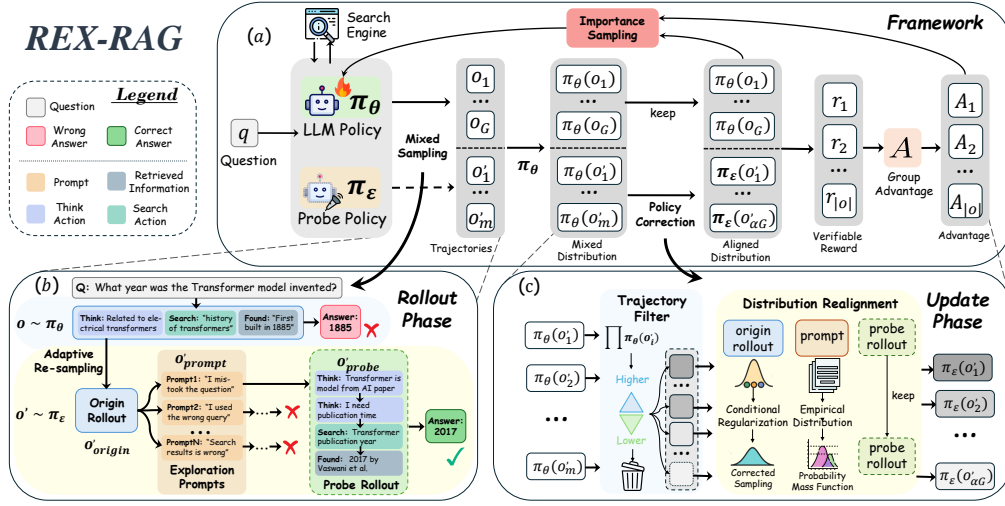 REX-RAG
Legend
Question
Wrong
Answer
Correct
Answer
Prompt
Retrieved
Information
Think
Action
Search
Action
(a)
Framework
Search
Engine
Importance
Sampling
q
Question
π_θ
LLM Policy
π_ε
Probe Policy
Mixed
Sampling
o_1
...
o_G
o'_1
...
o'_m
Trajectories
π_θ
π_θ(o_1)
...
π_θ(o_G)
π_θ(o'_1)
...
π_θ(o'_m)
Mixed
Distribution
keep
Policy
Correction
π_θ(o_1)
...
π_θ(o_G)
π_ε(o'_1)
...
π_ε(o'_{αG})
Aligned
Distribution
r_1
r_2
...
r_{|o|}
Verifiable
Reward
A
Group
Advantage
A_1
A_2
...
A_{|o|}
Advantage
(b)
Rollout
Phase
Q: What year was the Transformer model invented?
o ~ π_θ
Think: Related to ele-
ctrical transformers
Search: "history
of transformers"
Found: "First
built in 1885"
Answer:
1885
Adaptive
Re-sampling
o' ~ π_ε
Origin
Rollout
o'_{origin}
o'_{prompt}
Prompt1: "I mis-
took the question"
Prompt2: "I used
the wrong query"
...
PromptN: "Search
results is wrong"
Exploration
Prompts
o'_{probe}
Think: Transformer is
model from AI paper
Think: I need
publication time
Search: Transformer
publication year
Found: 2017 by
Vaswani et al.
Probe Rollout
Answer:
2017
(c)
Update
Phase
Trajectory
Filter
π_θ(o'_1)
π_θ(o'_2)
...
π_θ(o'_m)
∏ π_θ(o'_i)
Higher
Lower
...
...
Distribution Realignment
origin
rollout
Conditional
Regularization
Corrected
Sampling
prompt
Empirical
Distribution
Probability
Mass Function
probe
rollout
keep
probe
rollout
π_ε(o'_1)
π_ε(o'_2)
...
π_ε(o'_{αG})